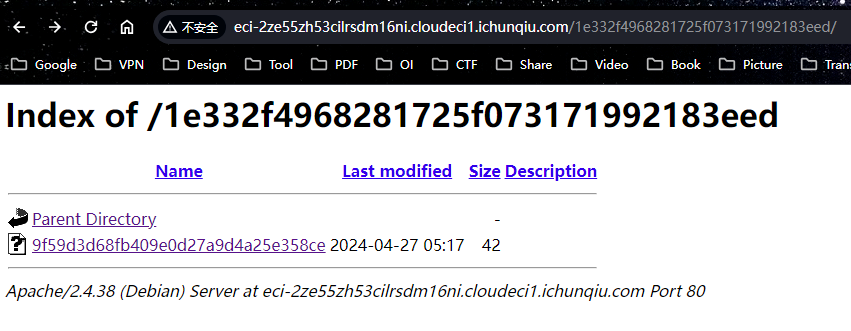 不安全 eci-2ze55zh53cilrsdm16ni.cloudeci1.ichunqiu.com/1e332f4968281725f073171992183eed/
Google VPN Design Tool PDF OI CTF Share Video Book Picture Trans
Index of /1e332f4968281725f073171992183eed
Name Last modified Size Description
Parent Directory -
9f59d3d68fb409e0d27a9d4a25e358ce 2024-04-27 05:17 42
Apache/2.4.38 (Debian) Server at eci-2ze55zh53cilrsdm16ni.cloudeci1.ichunqiu.com Port 80